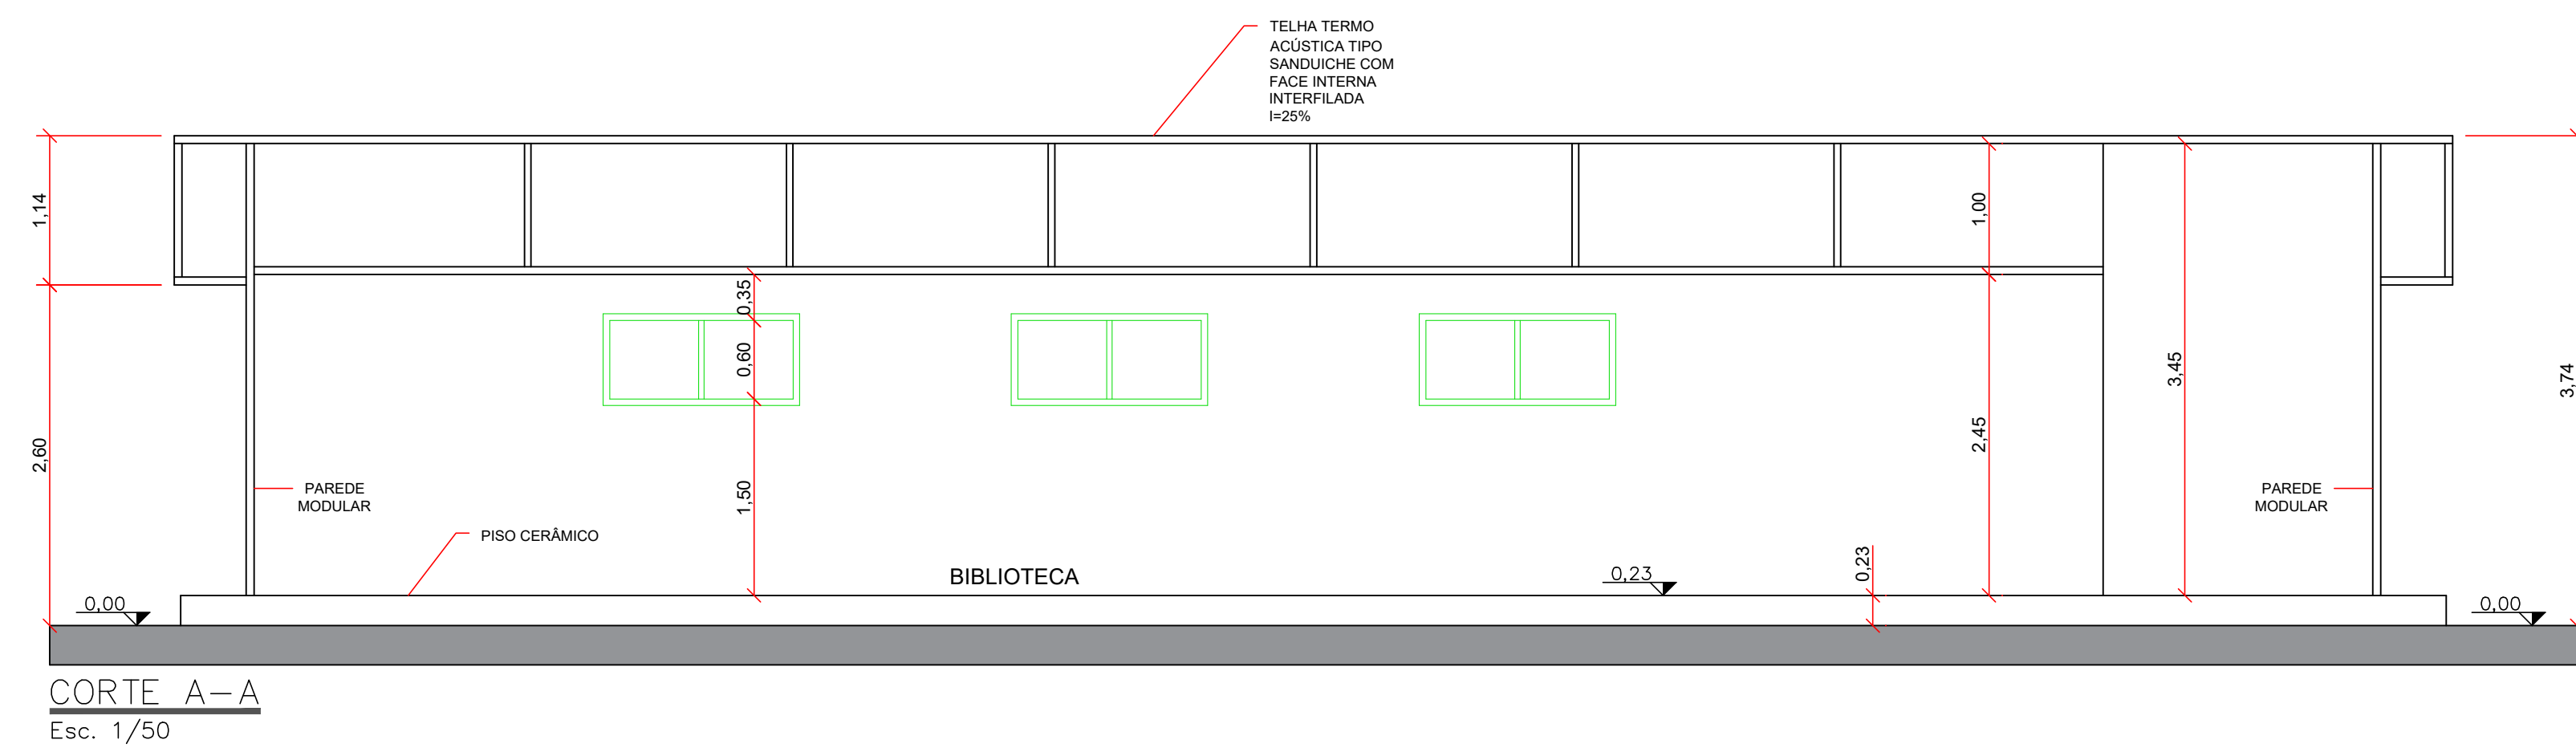 TELHA TERMO
ACÚSTICA TIPO
SANDUICHE COM
FACE INTERNA
INTERFILADA
I=25%
1,14
1,00
0,35
0,60
3,45
3,74
2,60
2,45
1,50
PAREDE
MODULAR
PAREDE
MODULAR
PISO CERÂMICO
BIBLIOTECA
0,23
0,23
0,00
0,00
CORTE A-A
Esc. 1/50